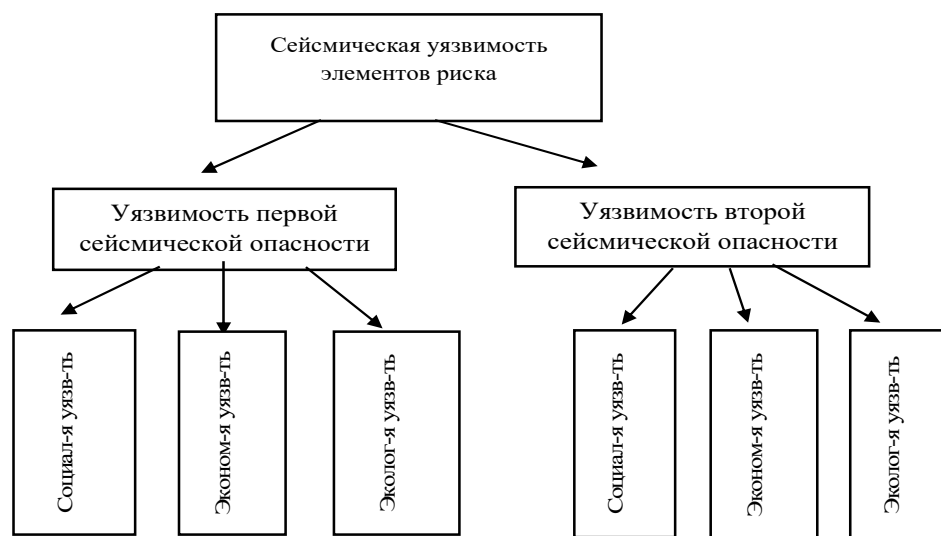 Сейсмическая уязвимость
элементов риска
Уязвимость первой
сейсмической опасности
Уязвимость второй
сейсмической опасности
Социал-я уязв-ть
Эконом-я уязв-ть
Эколог-я уязв-ть
Социал-я уязв-ть
Эконом-я уязв-ть
Эколог-я уязв-ть